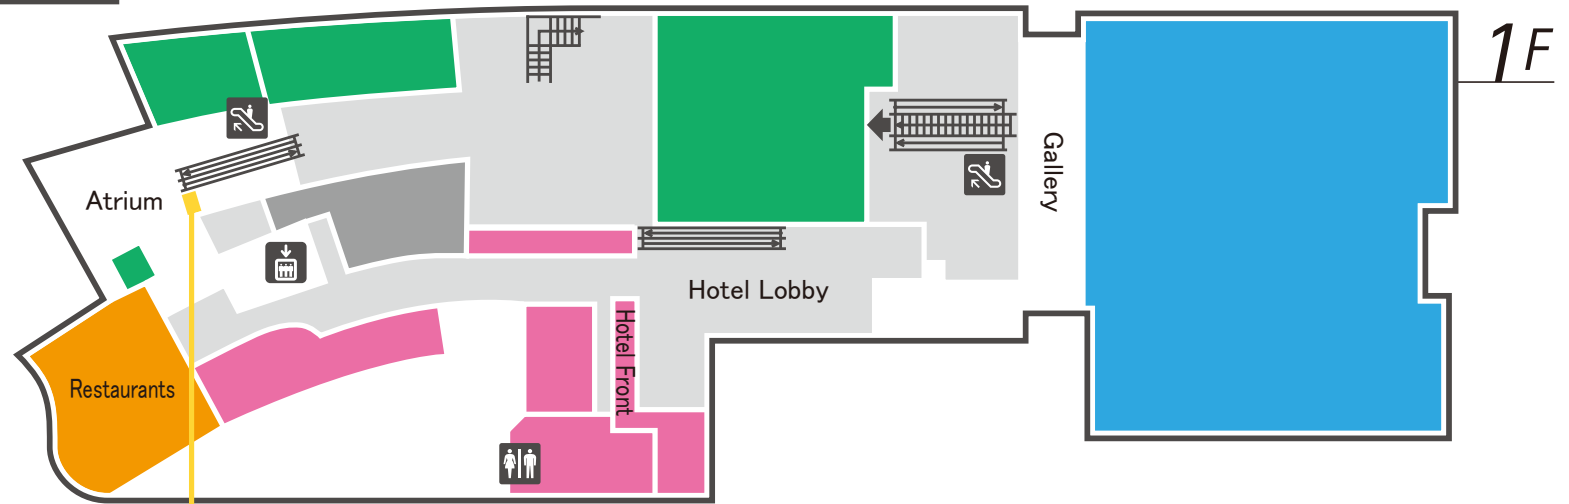 1F
Atrium
Gallery
Hotel Lobby
Hotel Front
Restaurants